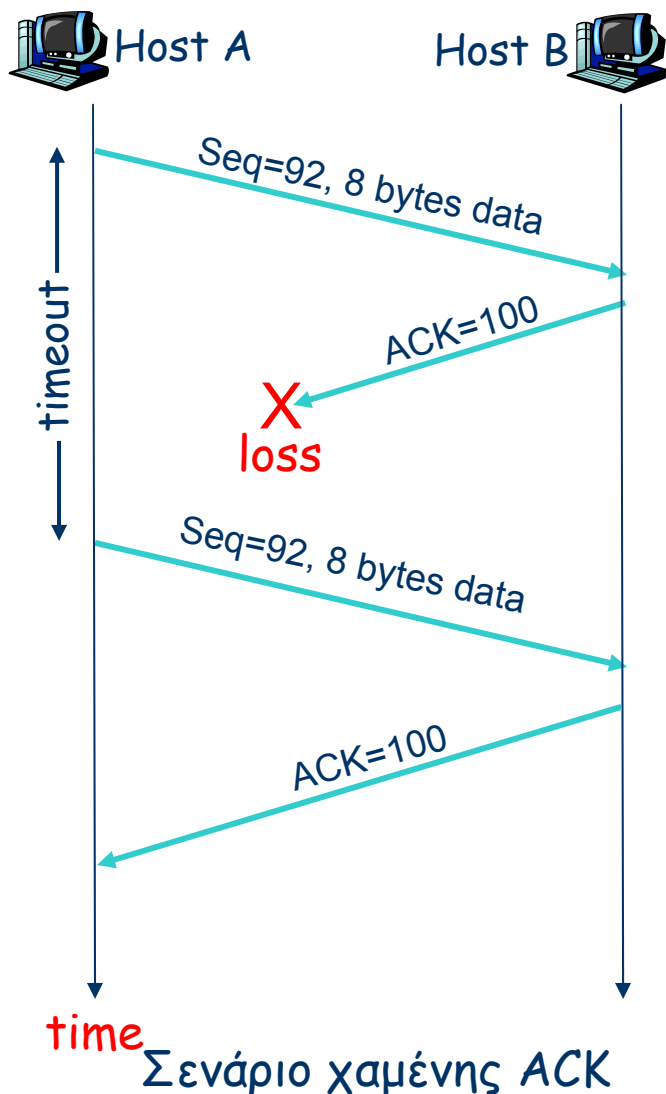 Host A
Host B
Seq=92, 8 bytes data
timeout
ACK=100
X
loss
Seq=92, 8 bytes data
ACK=100
time
Σενάριο χαμένης ACK